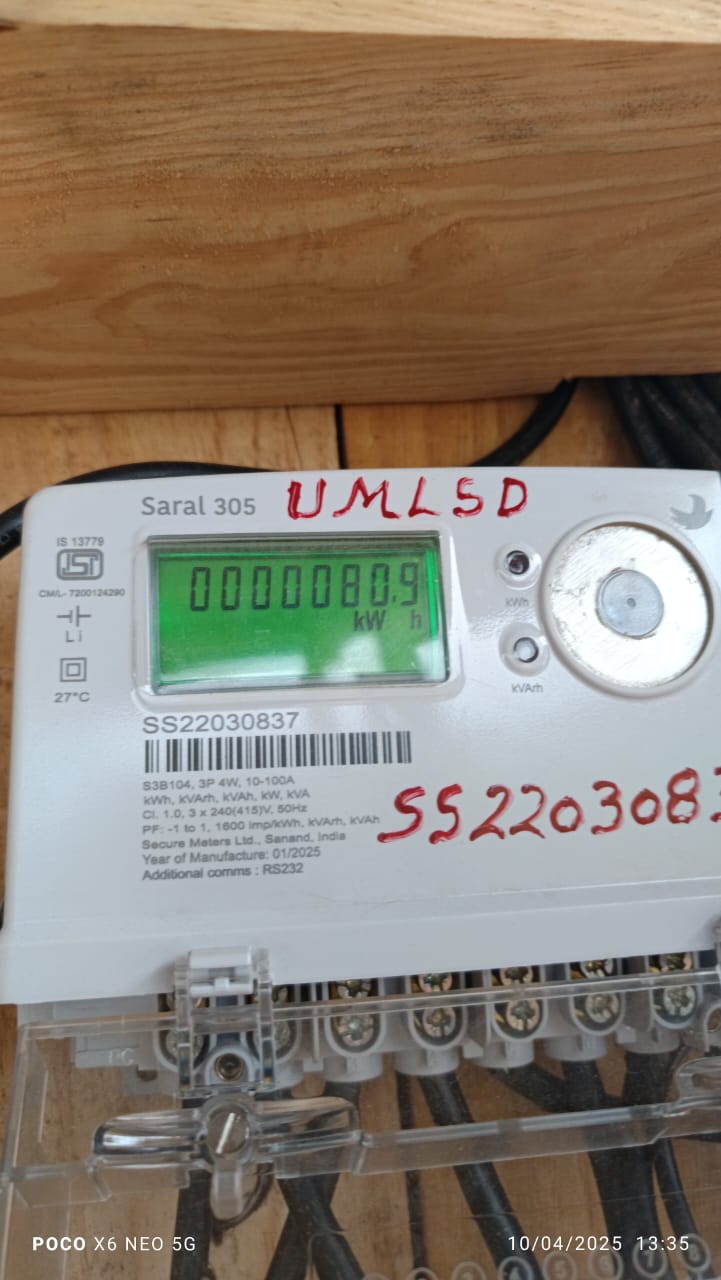 Saral 305 UMLSD
IS 13779
ISI
CM/L- 7200124290
Li
27°C
0000080.9
kW h
kWh
kVArh
SS22030837
S3B104, 3P 4W, 10-100A
kWh, kVArh, kVAh, kW, kVA
Cl. 1.0, 3 x 240(415)V, 50Hz
PF: -1 to 1, 1600 imp/kWh, kVArh, kVAh
Secure Meters Ltd., Sanand, India
Year of Manufacture: 01/2025
Additional comms : RS232
SS2203083
POCO X6 NEO 5G
10/04/2025 13:35